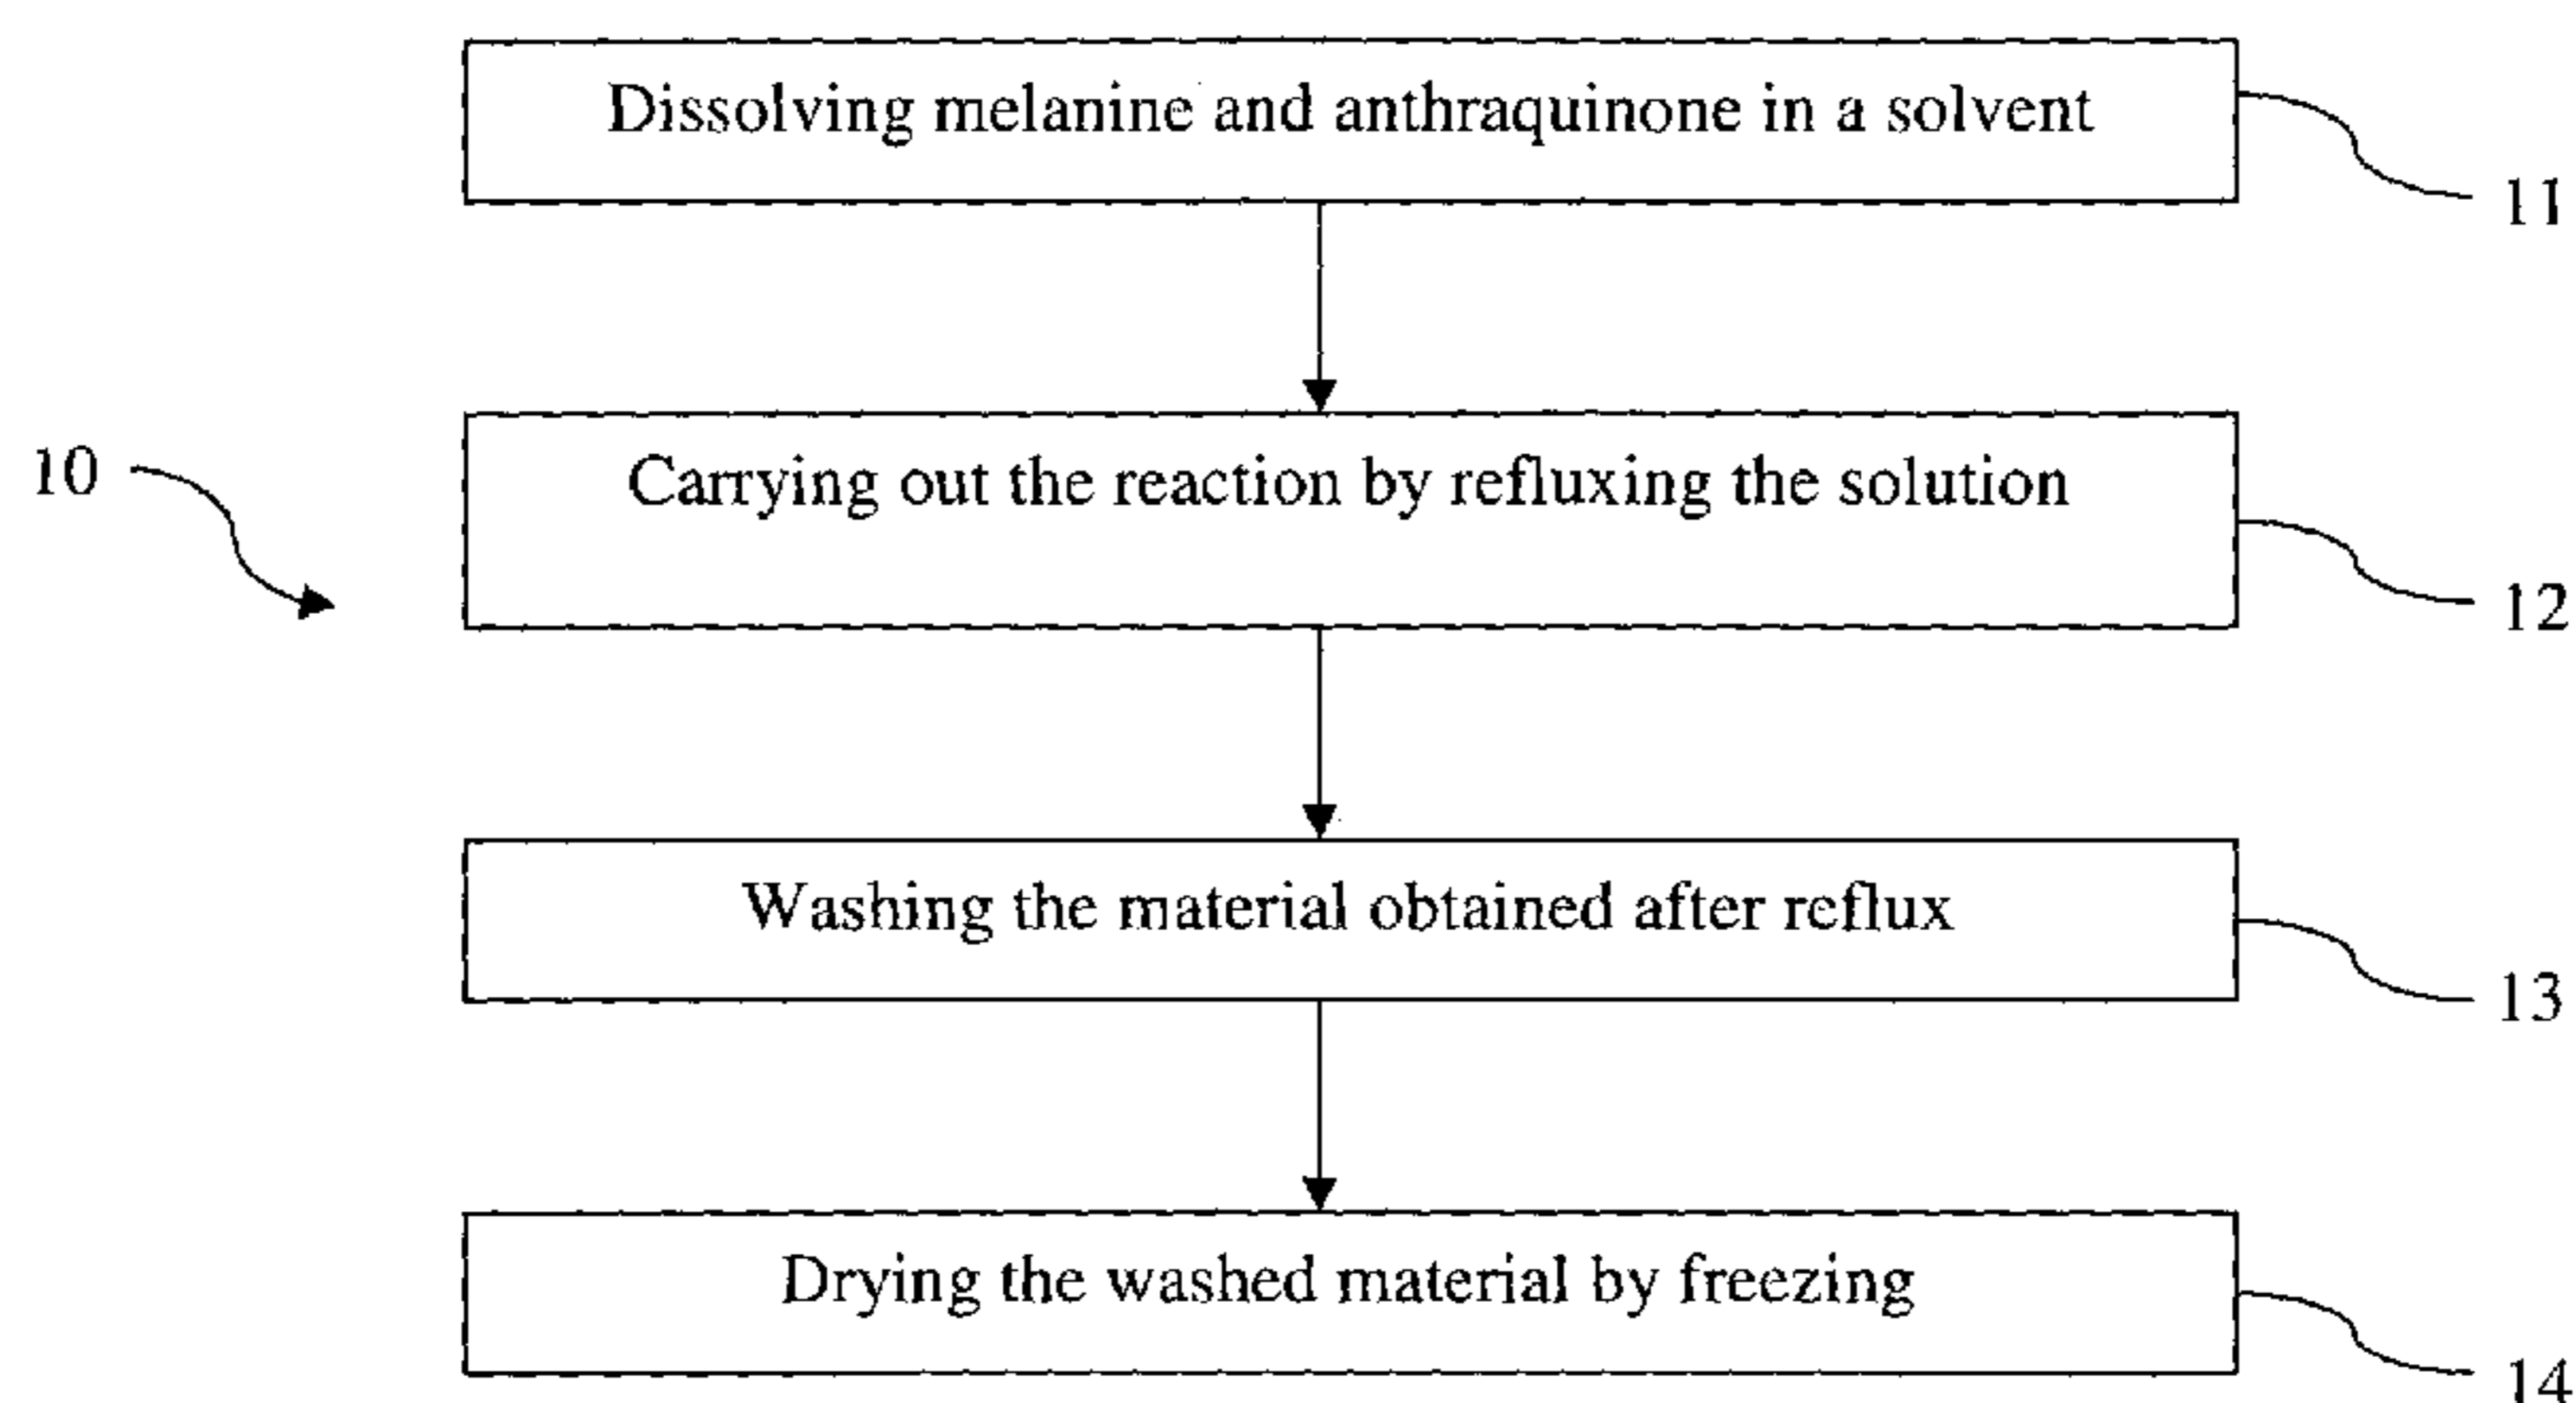 Dissolving melanine and anthraquinone in a solvent
11
Carrying out the reaction by refluxing the solution
10
12
Washing the material obtained after reflux
13
Drying the washed material by freezing
14